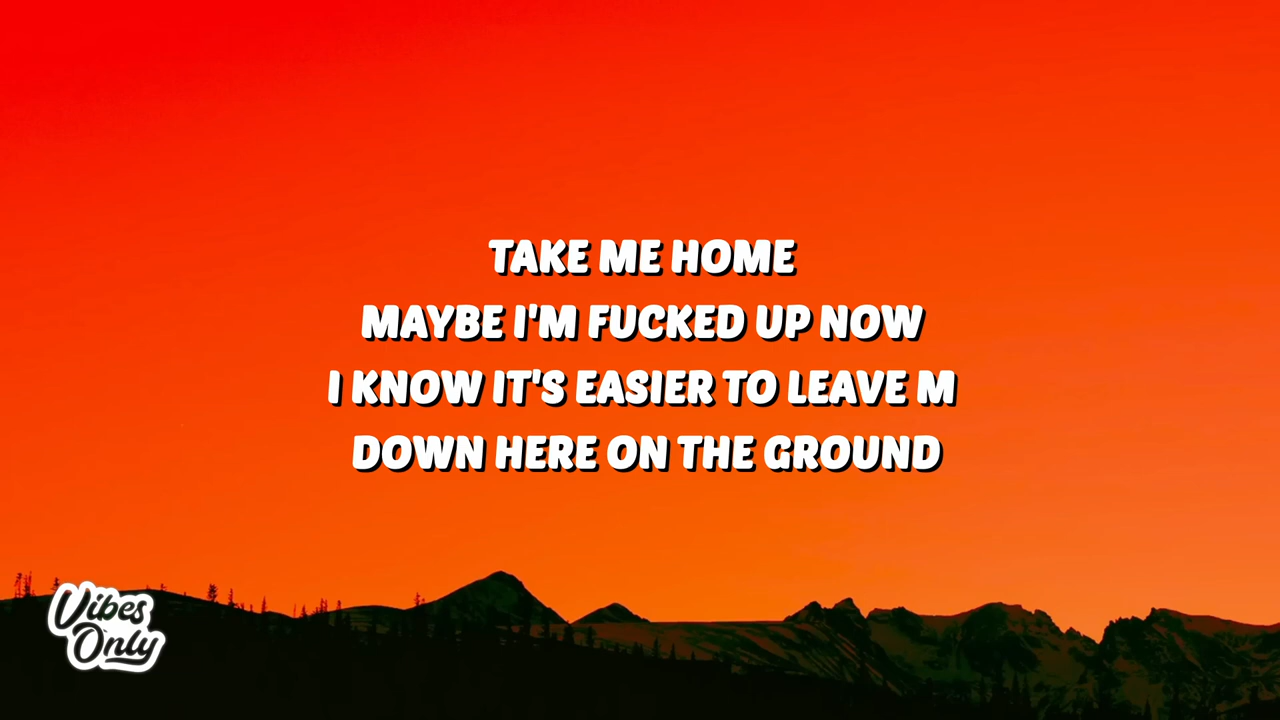 TAKE ME HOME
MAYBE I'M FUCKED UP NOW
I KNOW IT'S EASIER TO LEAVE M
DOWN HERE ON THE GROUND
Vibes
Only